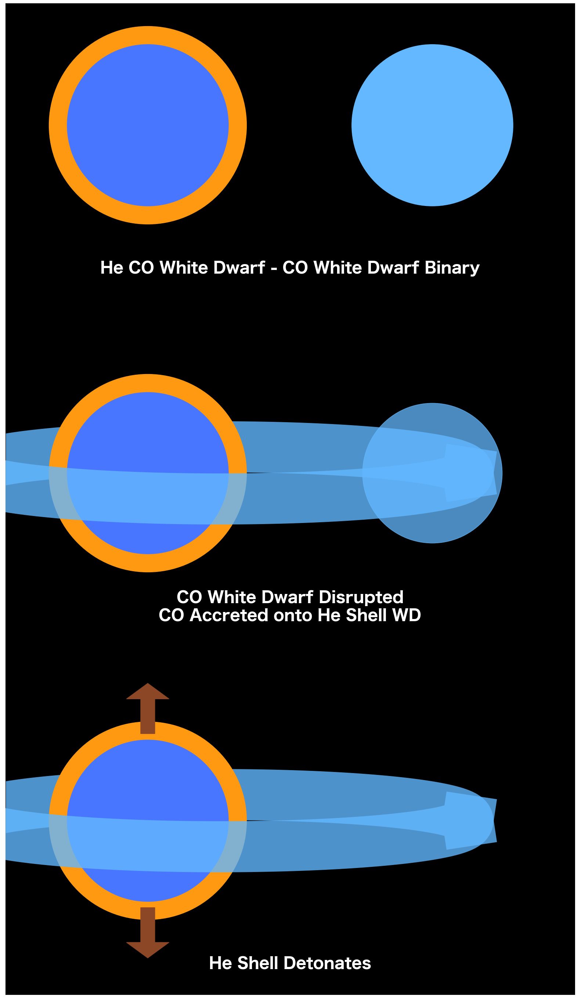 He CO White Dwarf - CO White Dwarf Binary
CO White Dwarf Disrupted
CO Accreted onto He Shell WD
He Shell Detonates